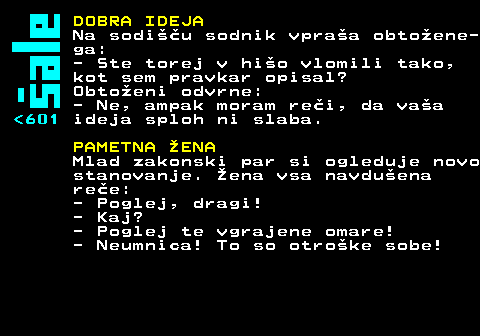 Šale
<601
DOBRA IDEJA
Na sodišču sodnik vpraša obtožene-
ga:
- Ste torej v hišo vlomili tako,
kot sem pravkar opisal?
Obtoženi odvrne:
- Ne, ampak moram reči, da vaša
ideja sploh ni slaba.
PAMETNA ŽENA
Mlad zakonski par si ogleduje novo
stanovanje. Žena vsa navdušena
reče:
- Poglej, dragi!
- Kaj?
- Poglej te vgrajene omare!
- Neumnica! To so otroške sobe!